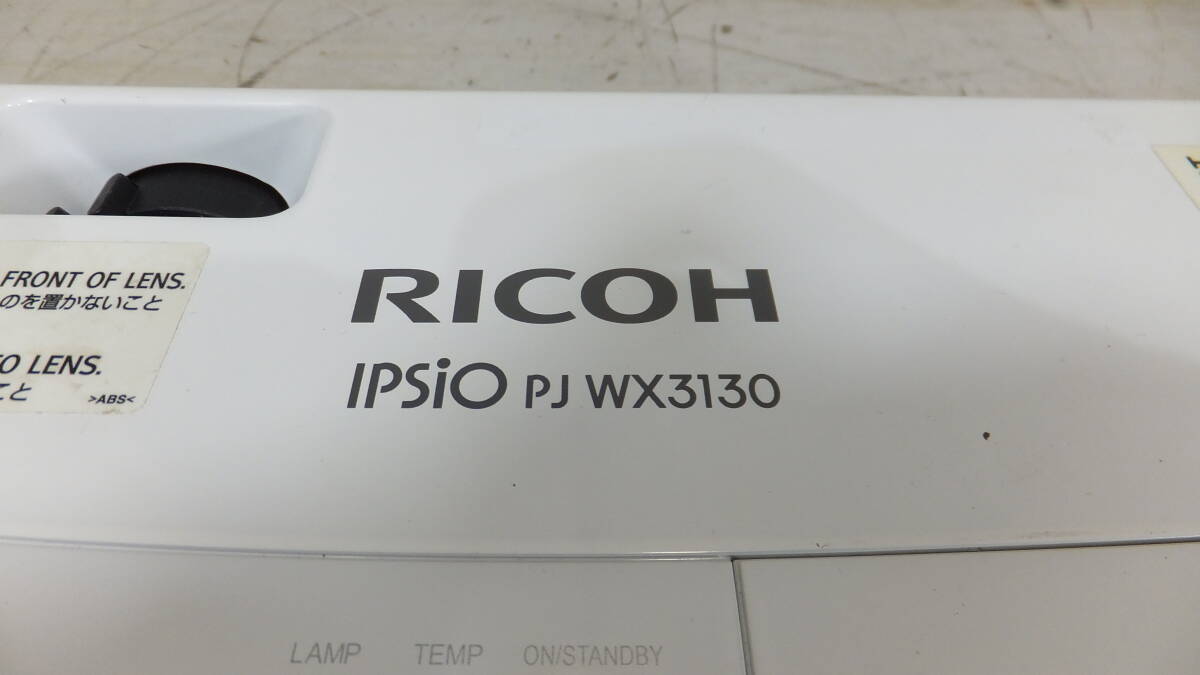 FRONT OF LENS.
のを置かないこと
TO LENS.
こと
>ABS<
RICOH
IPSiO PJ WX3130
LAMP TEMP ON/STANDBY